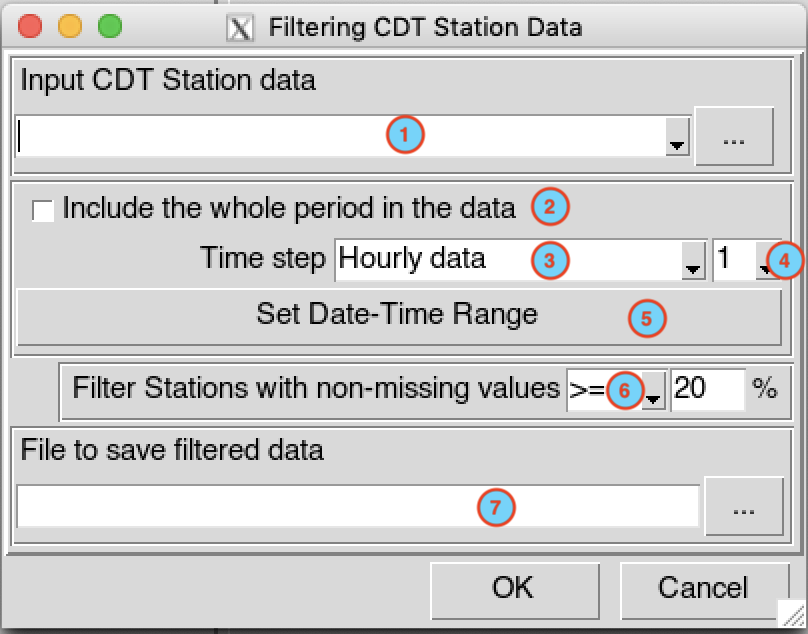 Filtering CDT Station Data
Input CDT Station data
1
...
Include the whole period in the data 2
Time step Hourly data 3 1 4
Set Date-Time Range 5
Filter Stations with non-missing values >= 6 20 %
File to save filtered data
7 ...
OK Cancel